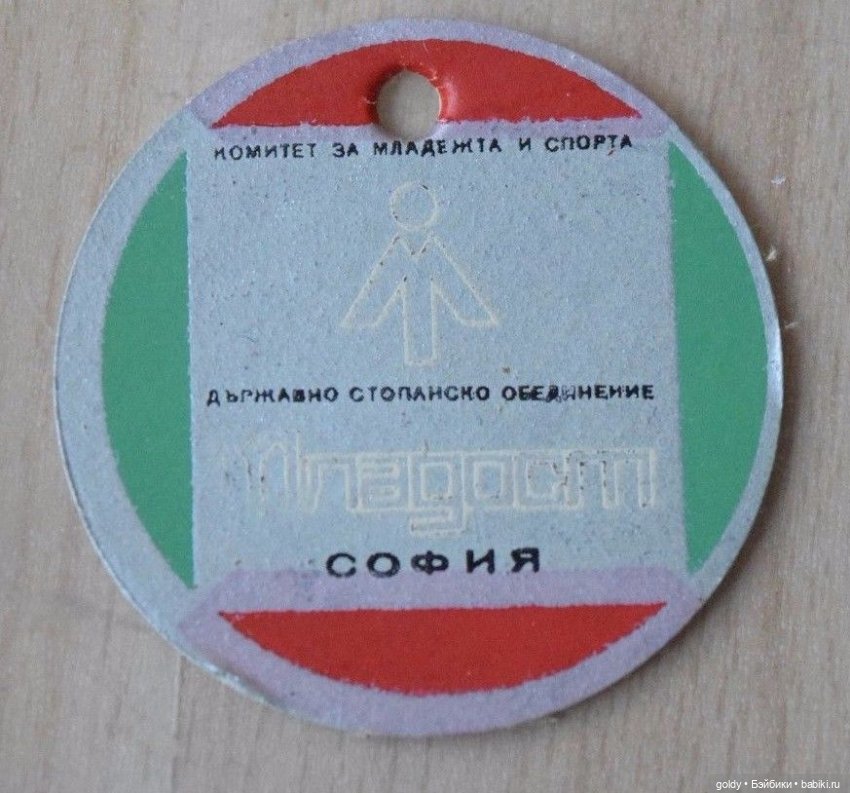 КОМИТЕТ ЗА МЛАДЕЖТА И СПОРТА
ДЪРЖАВНО СТОПАНСКО ОБЕДИНЕНИЕ
Младост
СОФИЯ
goldy • Бэйбики • babiki.ru